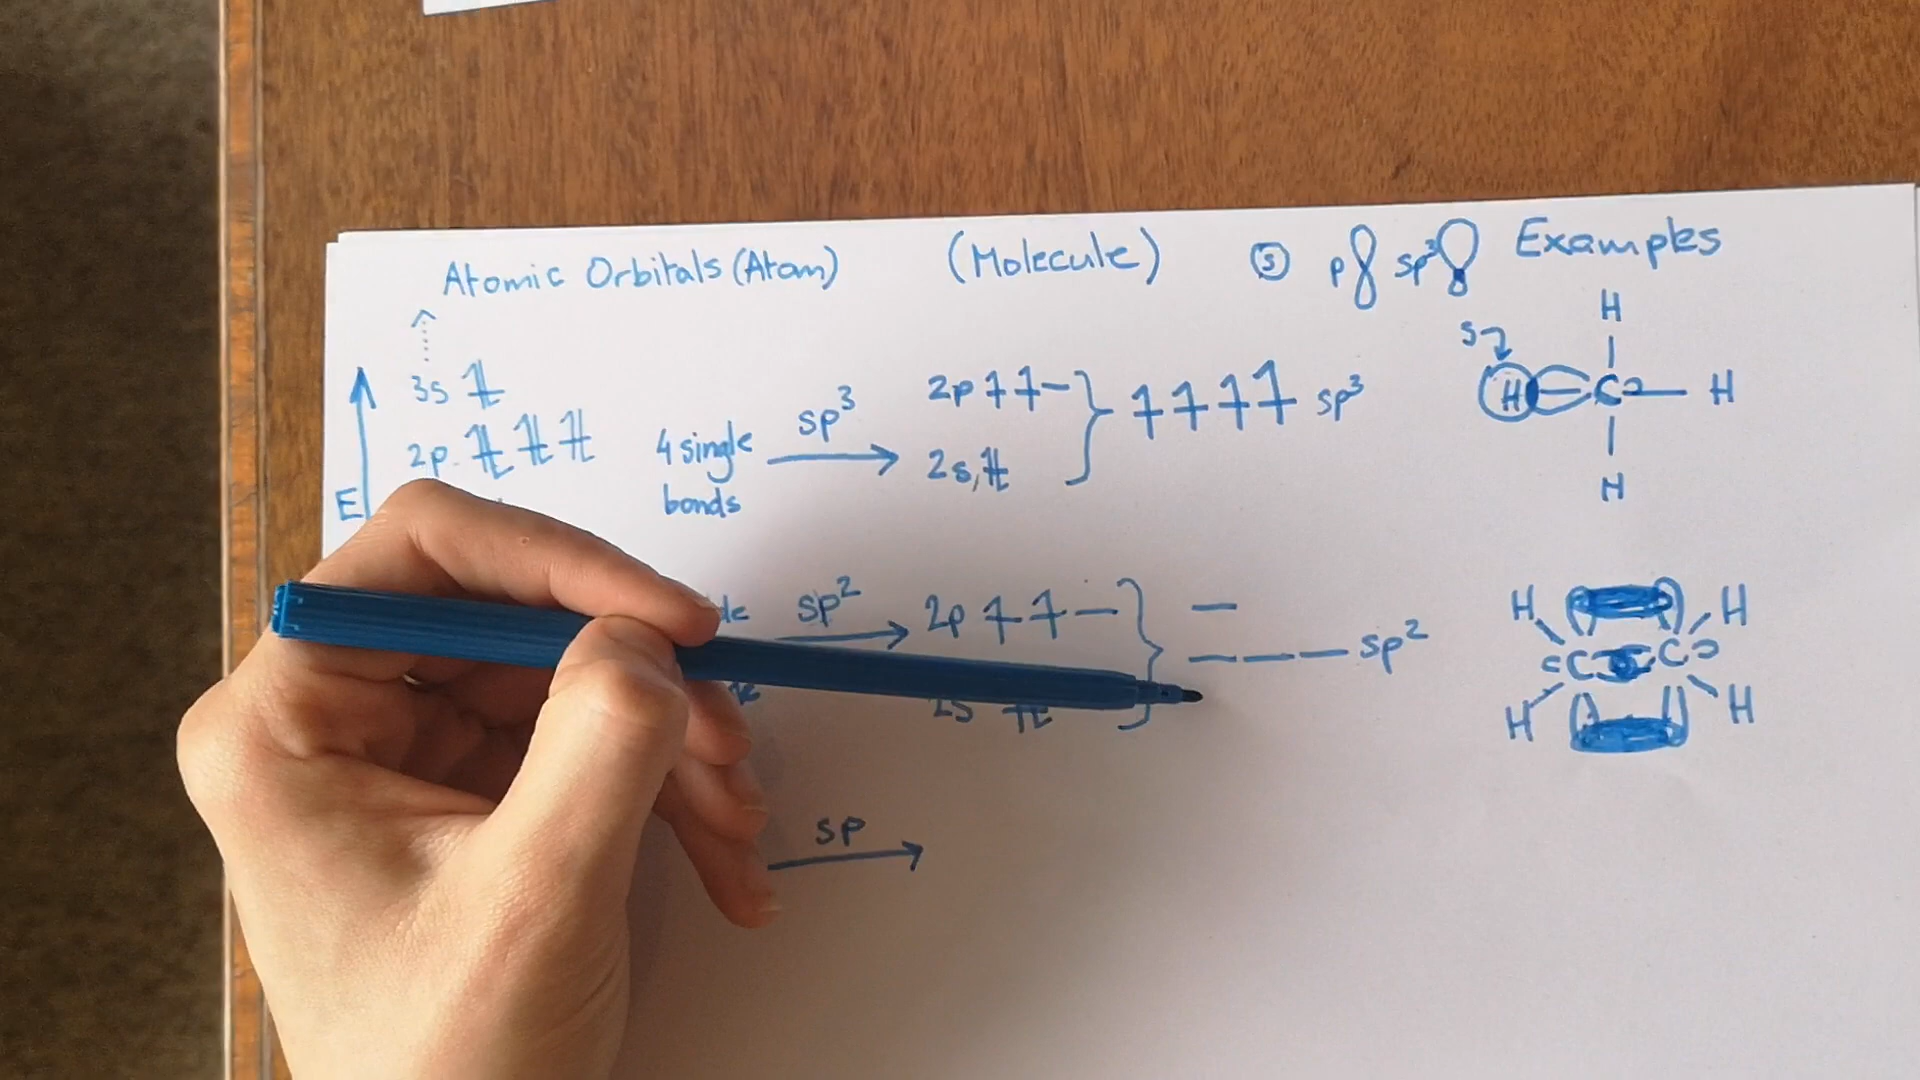 Atomic Orbitals (Atom) (Molecule) s p sp³ Examples
3s
2p
E
4 single
bonds
sp³
2p
2s
sp³
s
H
H C H
H
sp²
2p
2s
sp²
H H
C C
H H
sp